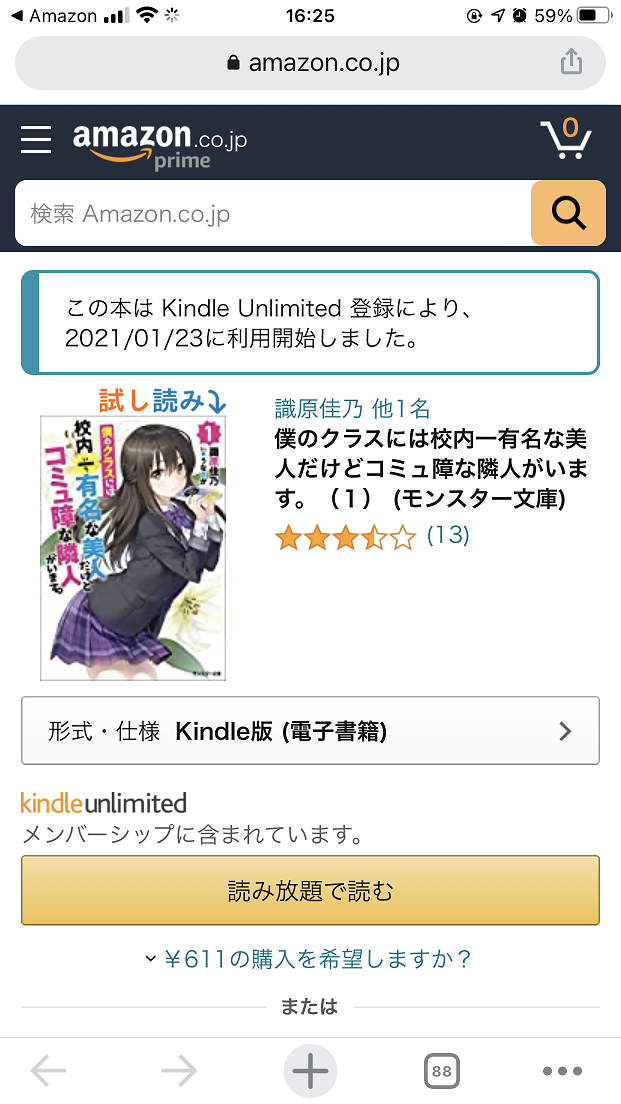 Amazon 16:25 59%
amazon.co.jp
amazon.co.jp
prime
0
検索 Amazon.co.jp
この本は Kindle Unlimited 登録により、
2021/01/23に利用開始しました。
試し読み
1
識原佳乃
僕のクラスには
校内一有名な美人だけど
コミュ障な隣人がいます。
モンスター文庫
識原佳乃 他1名
僕のクラスには校内一有名な美
人だけどコミュ障な隣人がいま
す。（1） (モンスター文庫)
(13)
形式・仕様 Kindle版 (電子書籍)
kindleunlimited
メンバーシップに含まれています。
読み放題で読む
￥611の購入を希望しますか？
または
88